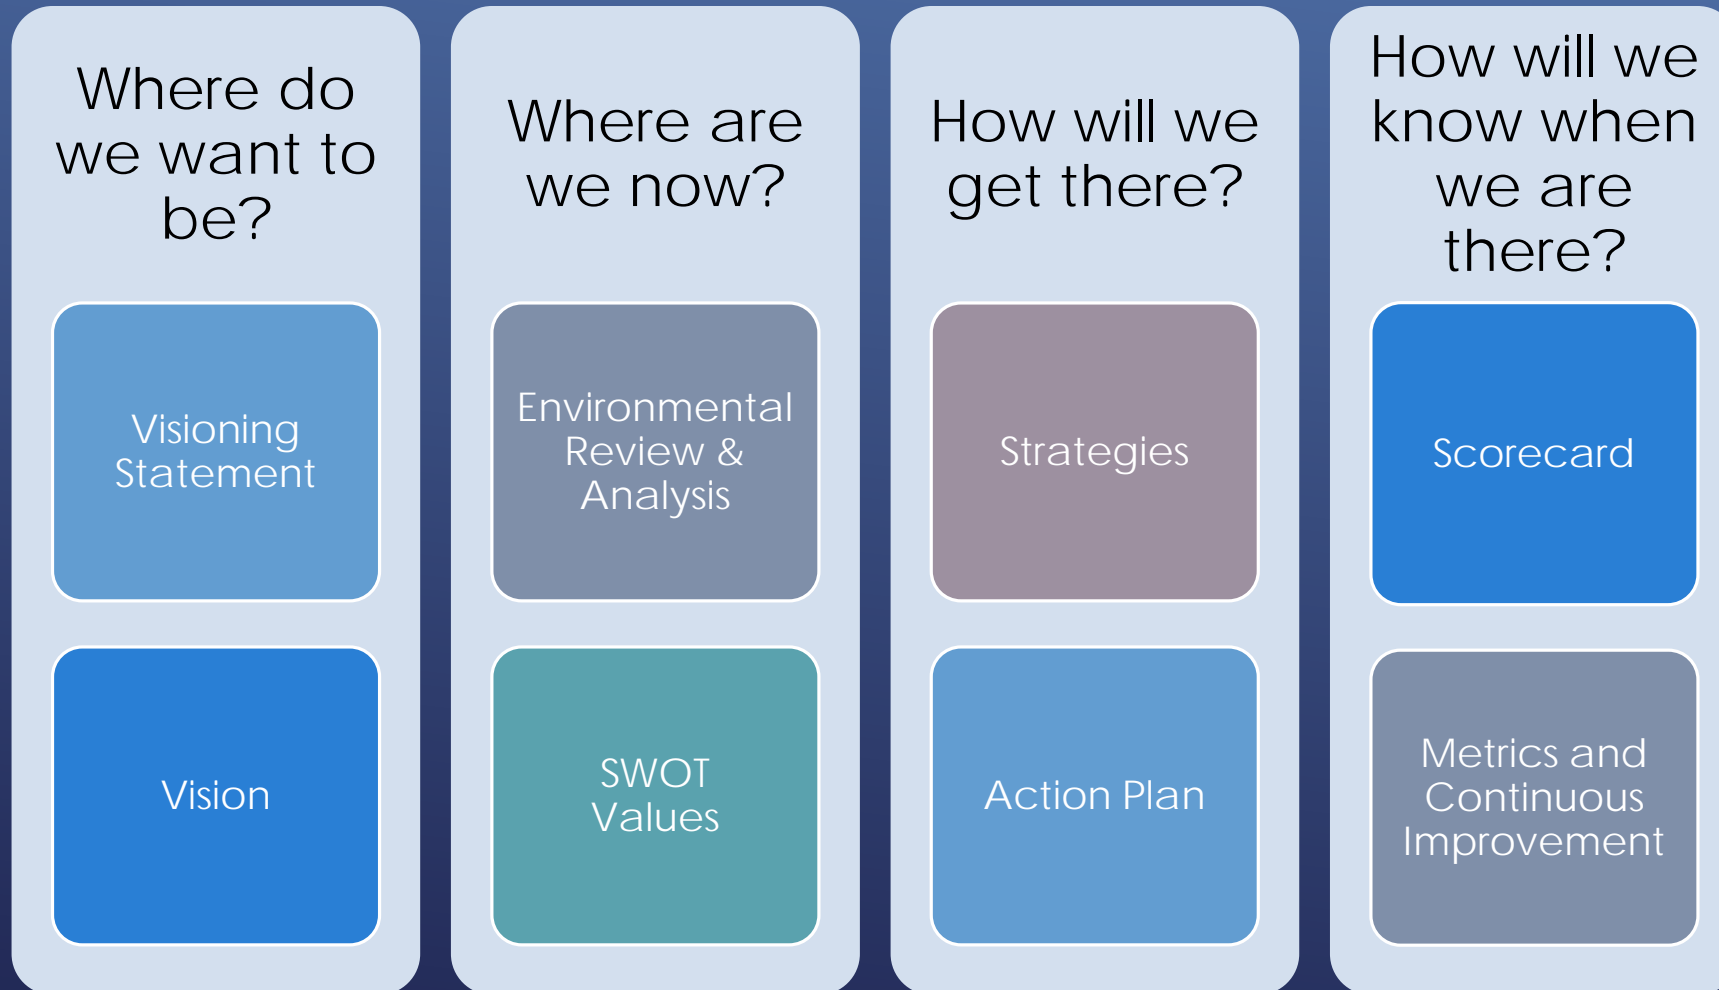 Where do
we want to
be?
Visioning
Statement
Vision
Where are
we now?
Environmental
Review &
Analysis
SWOT
Values
How will we
get there?
Strategies
Action Plan
How will we
know when
we are
there?
Scorecard
Metrics and
Continuous
Improvement